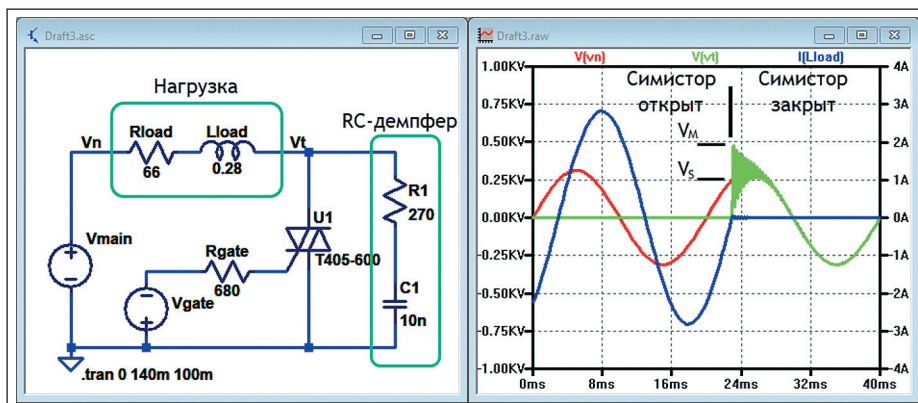 Draft3.asc
Нагрузка
RC-демпфер
Vn
Rload
Lload
Vt
66
0.28
R1
270
U1
T405-600
Vmain
Rgate
680
Vgate
C1
10n
.tran 0 140m 100m
Draft3.raw
V(vn)
V(vt)
I(Lload)
1.00KV
0.75KV
0.50KV
0.25KV
0.00KV
-0.25KV
-0.50KV
-0.75KV
-1.00KV
Симистор
открыт
Симистор
закрыт
VM
VS
4A
3A
2A
1A
0A
-1A
-2A
-3A
-4A
0ms
8ms
16ms
24ms
32ms
40ms